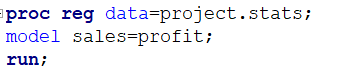 proc reg data=project.stats;
model sales=profit;
run;